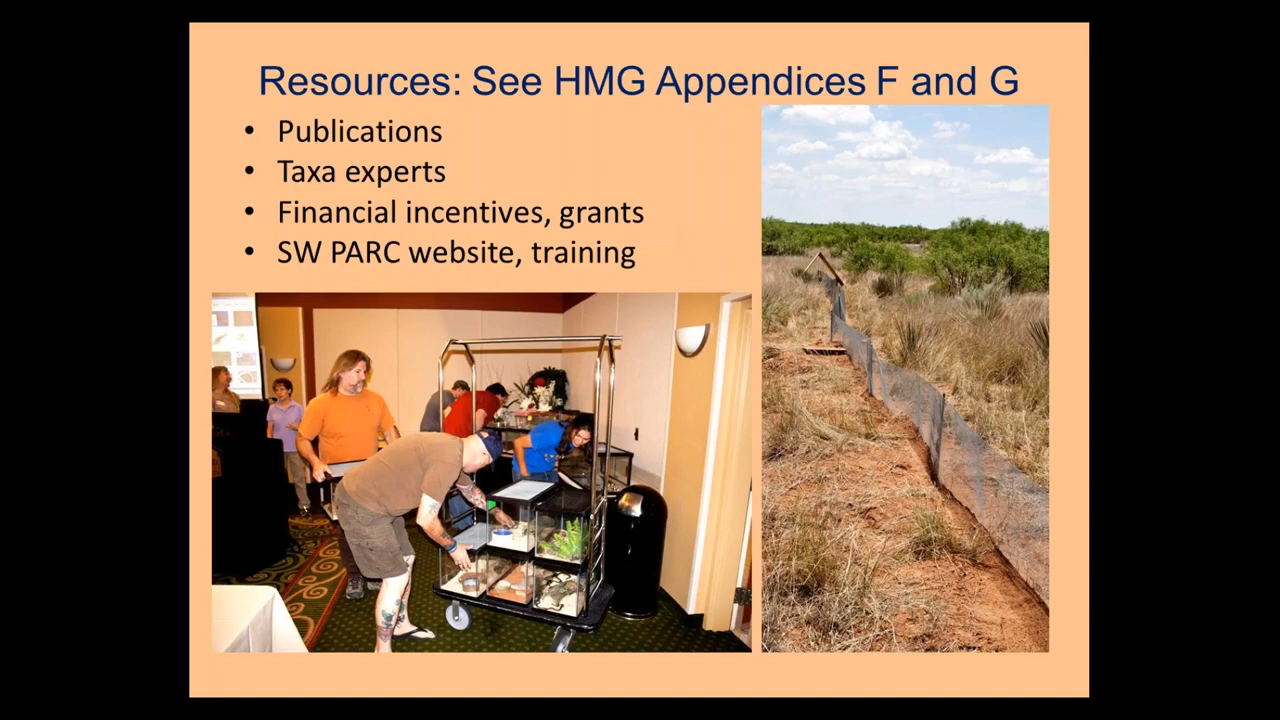 Resources: See HMG Appendices F and G
• Publications
• Taxa experts
• Financial incentives, grants
• SW PARC website, training